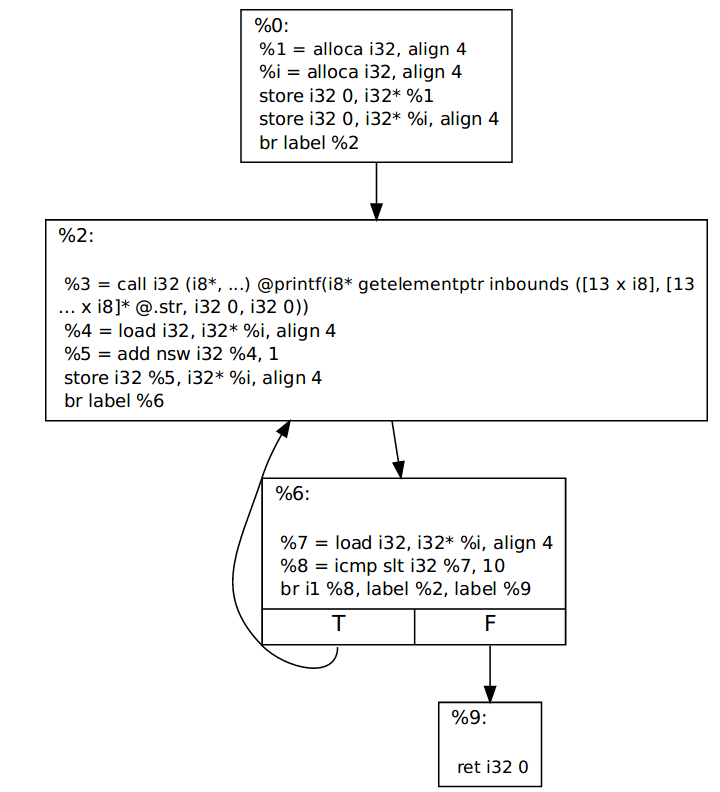 %0:
%1 = alloca i32, align 4
%i = alloca i32, align 4
store i32 0, i32* %1
store i32 0, i32* %i, align 4
br label %2
%2:
%3 = call i32 (i8*, ...) @printf(i8* getelementptr inbounds ([13 x i8], [13
... x i8]* @.str, i32 0, i32 0))
%4 = load i32, i32* %i, align 4
%5 = add nsw i32 %4, 1
store i32 %5, i32* %i, align 4
br label %6
%6:
%7 = load i32, i32* %i, align 4
%8 = icmp slt i32 %7, 10
br i1 %8, label %2, label %9
T F
%9:
ret i32 0